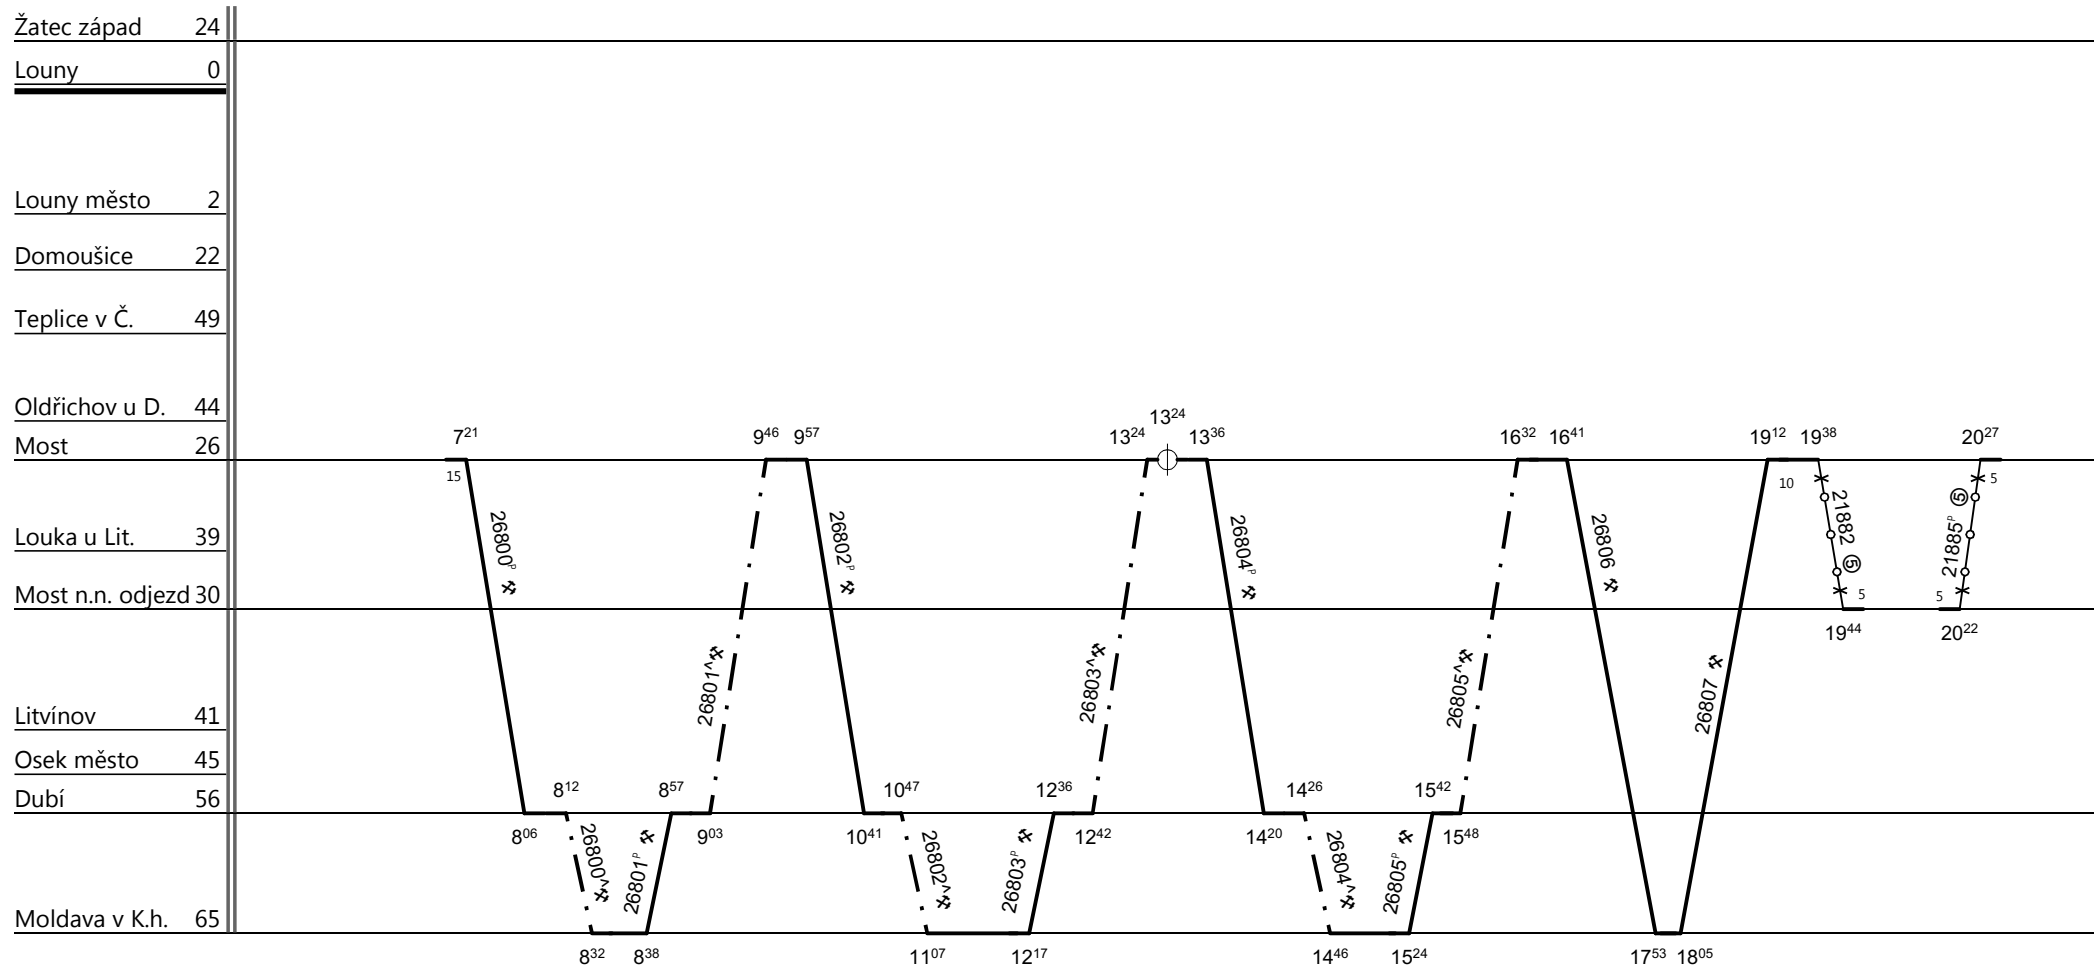 Žatec západ 24
Louny 0
Louny město 2
Domoušice 22
Teplice v Č. 49
Oldřichov u D. 44
13²⁴
Most 26 7²¹ 9⁴⁶ 9⁵⁷ 13²⁴ 13³⁶ 16³² 16⁴¹ 19¹² 19³⁸ 20²⁷
15 10 5
26800ᴾ ⚒
26802ᴾ ⚒
26804ᴾ ⚒
26806 ⚒
21882 ⑤
21885ᴾ ⑤
Louka u Lit. 39
Most n.n. odjezd 30 5 5
19⁴⁴ 20²²
26801^⚒
26803^⚒
26805^⚒
26807 ⚒
Litvínov 41
Osek město 45
Dubí 56 8¹² 8⁵⁷ 10⁴⁷ 12³⁶ 14²⁶ 15⁴²
8⁰⁶ 9⁰³ 10⁴¹ 12⁴² 14²⁰ 15⁴⁸
26800^⚒
26801ᴾ ⚒
26802^⚒
26803ᴾ ⚒
26804^⚒
26805ᴾ ⚒
Moldava v K.h. 65
8³² 8³⁸ 11⁰⁷ 12¹⁷ 14⁴⁶ 15²⁴ 17⁵³ 18⁰⁵